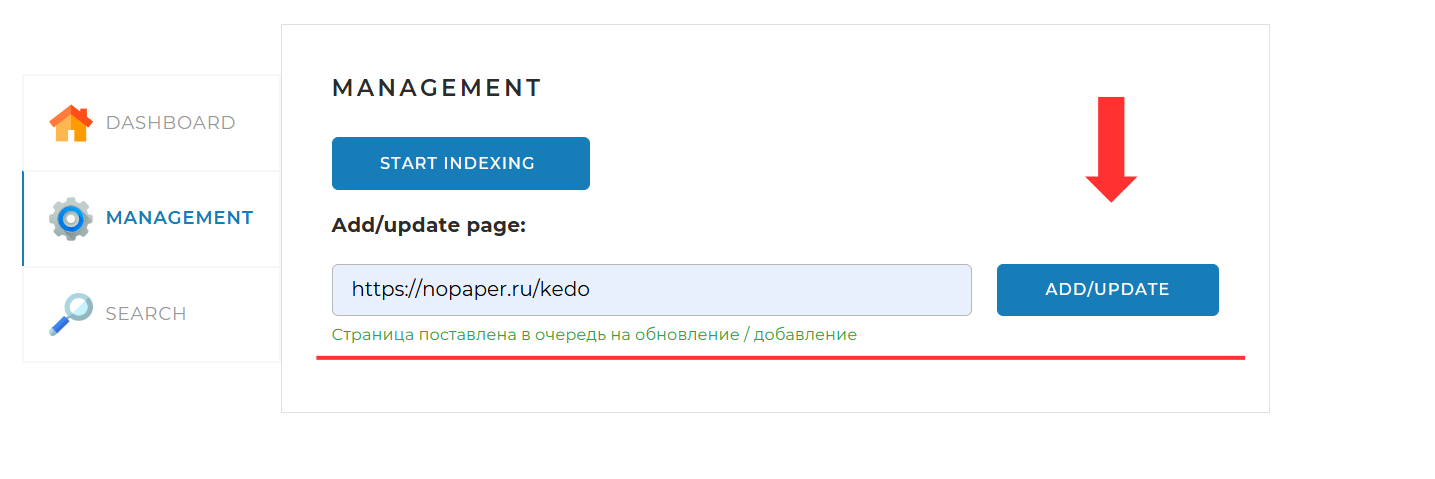 DASHBOARD
MANAGEMENT
SEARCH
MANAGEMENT
START INDEXING
Add/update page:
https://nopaper.ru/kedo
ADD/UPDATE
Страница поставлена в очередь на обновление / добавление